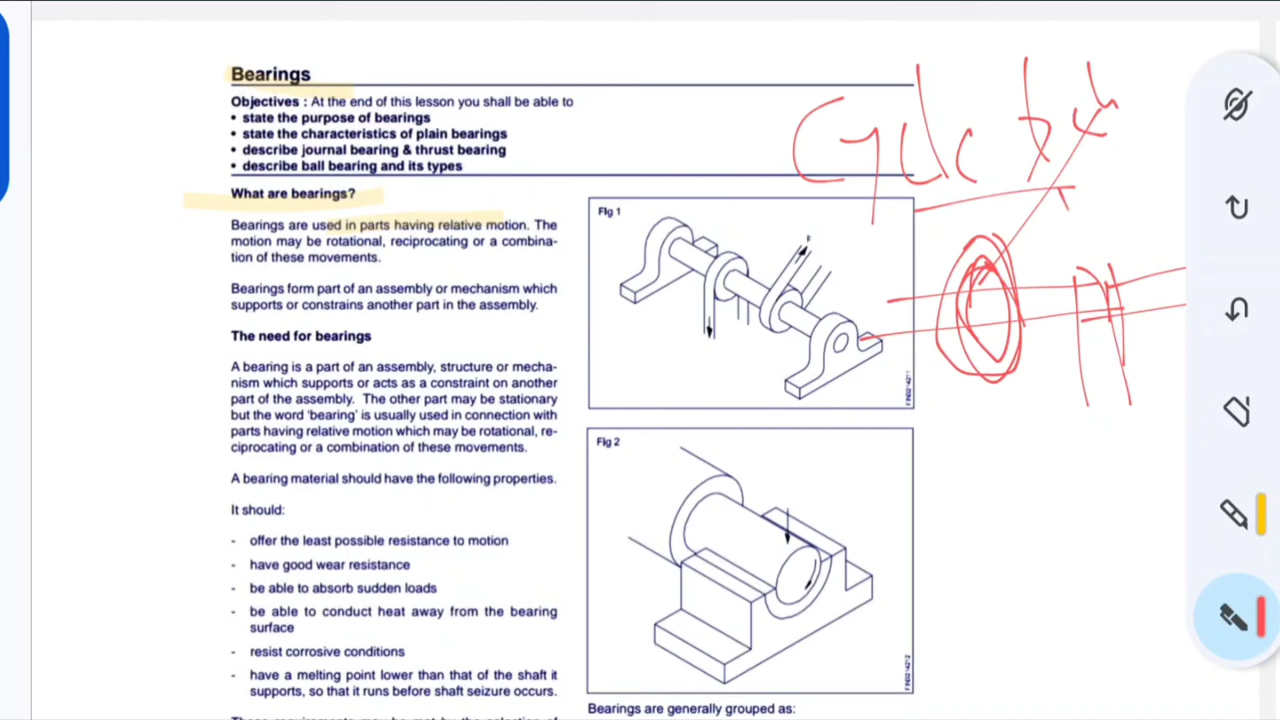 Bearings
Objectives : At the end of this lesson you shall be able to
• state the purpose of bearings
• state the characteristics of plain bearings
• describe journal bearing & thrust bearing
• describe ball bearing and its types
What are bearings?
Bearings are used in parts having relative motion. The
motion may be rotational, reciprocating or a combina-
tion of these movements.
Bearings form part of an assembly or mechanism which
supports or constrains another part in the assembly.
The need for bearings
A bearing is a part of an assembly, structure or mecha-
nism which supports or acts as a constraint on another
part of the assembly. The other part may be stationary
but the word 'bearing' is usually used in connection with
parts having relative motion which may be rotational, re-
ciprocating or a combination of these movements.
A bearing material should have the following properties.
It should:
- offer the least possible resistance to motion
- have good wear resistance
- be able to absorb sudden loads
- be able to conduct heat away from the bearing
surface
- resist corrosive conditions
- have a melting point lower than that of the shaft it
supports, so that it runs before shaft seizure occurs.
Cycle
Fig 1
Fig 2
Bearings are generally grouped as: